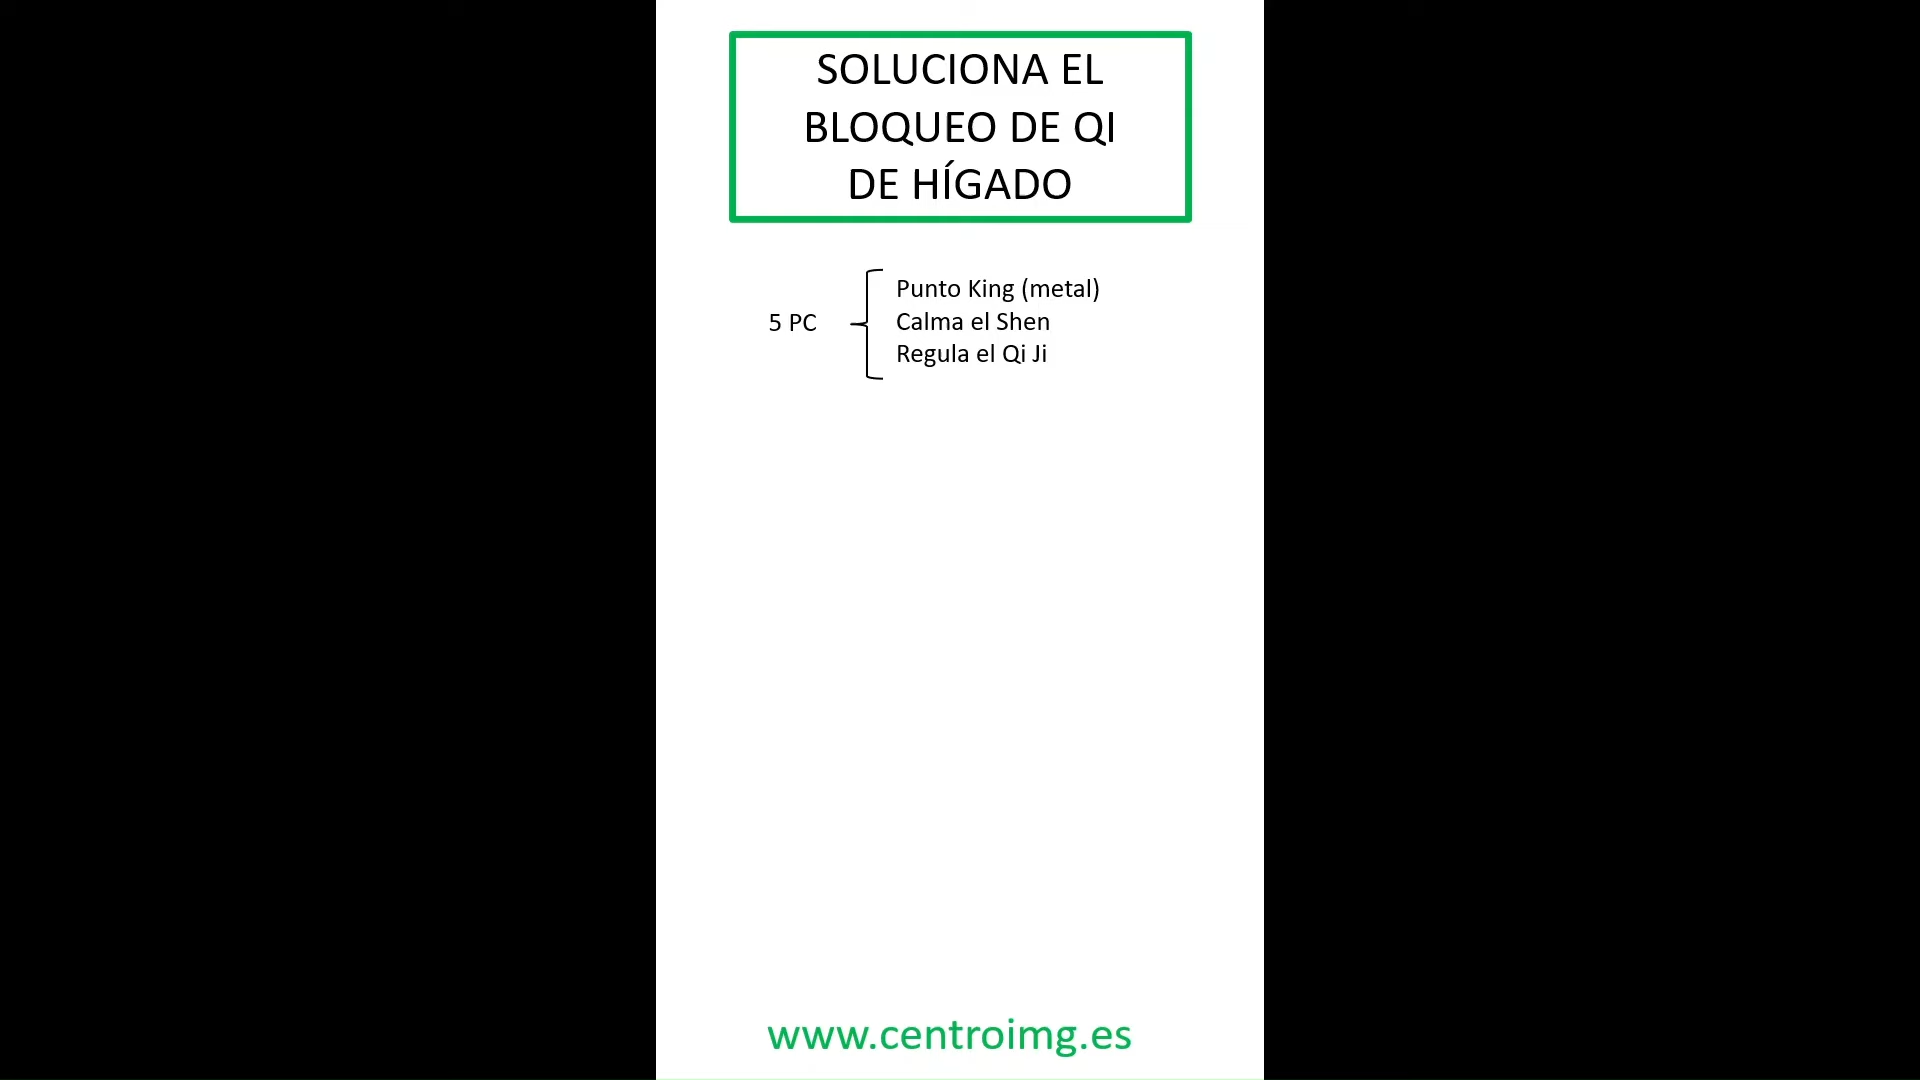 SOLUCIONA EL
BLOQUEO DE QI
DE HÍGADO
5 PC
Punto King (metal)
Calma el Shen
Regula el Qi Ji
www.centroimg.es